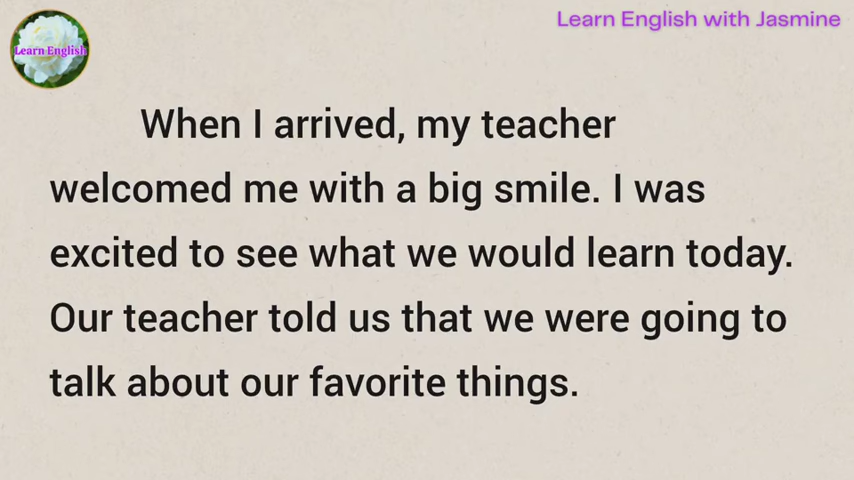 Learn English with Jasmine
Learn English
When I arrived, my teacher
welcomed me with a big smile. I was
excited to see what we would learn today.
Our teacher told us that we were going to
talk about our favorite things.